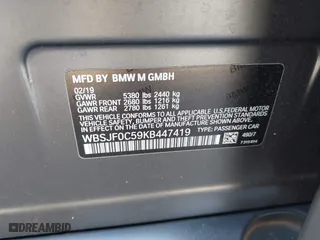 MFD BY BMW M GMBH
02/19
GVWR 5380 lbs 2440 kg
GAWR FRONT 2680 lbs 1216 kg
GAWR REAR 2780 lbs 1261 kg
THIS VEHICLE CONFORMS TO ALL APPLICABLE U.S. FEDERAL MOTOR
VEHICLE SAFETY, BUMPER, AND THEFT PREVENTION STANDARDS IN
EFFECT ON THE DATE OF MANUFACTURE SHOWN ABOVE.
WBSJF0C59KB447419 TYPE: PASSENGER CAR
490/7
DREAMBID